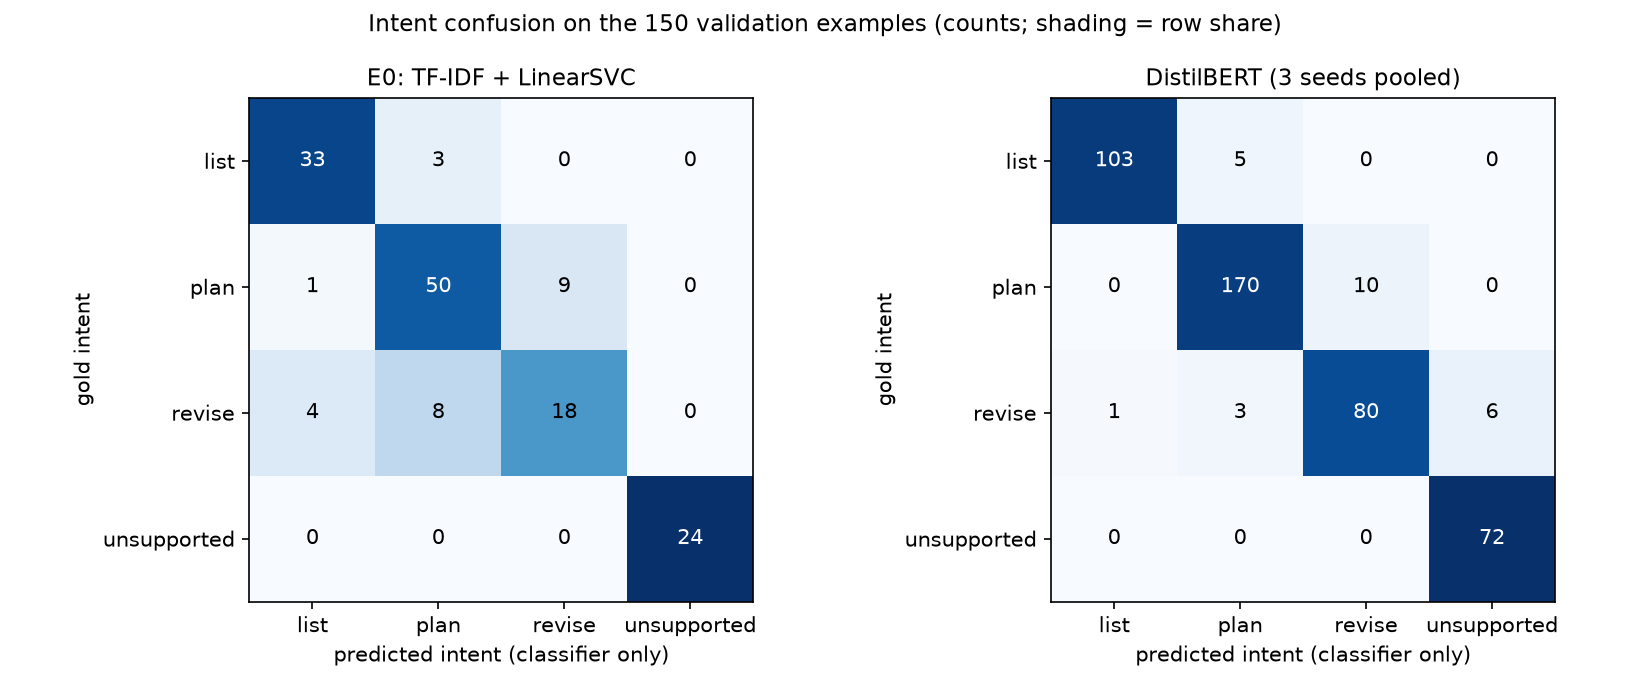 Intent confusion on the 150 validation examples (counts; shading = row share)
E0: TF-IDF + LinearSVC
gold intent
list 33 3 0 0
plan 1 50 9 0
revise 4 8 18 0
unsupported 0 0 0 24
list plan revise unsupported
predicted intent (classifier only)
DistilBERT (3 seeds pooled)
gold intent
list 103 5 0 0
plan 0 170 10 0
revise 1 3 80 6
unsupported 0 0 0 72
list plan revise unsupported
predicted intent (classifier only)